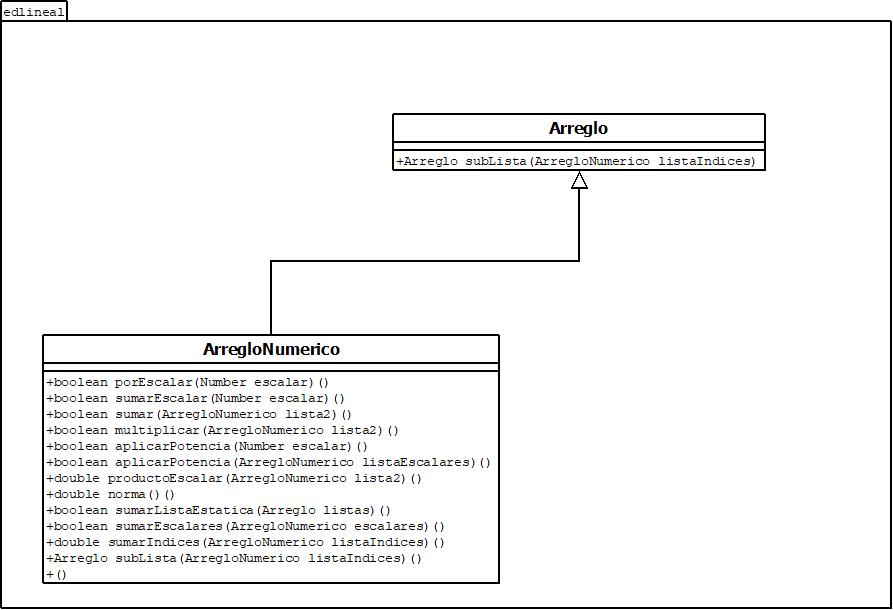 edlineal
Arreglo
+Arreglo subLista(ArregloNumerico listaIndices)
ArregloNumerico
+boolean porEscalar(Number escalar)()
+boolean sumarEscalar(Number escalar)()
+boolean sumar(ArregloNumerico lista2)()
+boolean multiplicar(ArregloNumerico lista2)()
+boolean aplicarPotencia(Number escalar)()
+boolean aplicarPotencia(ArregloNumerico listaEscalares)()
+double productoEscalar(ArregloNumerico lista2)()
+double norma()()
+boolean sumarListaEstatica(Arreglo listas)()
+boolean sumarEscalares(ArregloNumerico escalares)()
+double sumarIndices(ArregloNumerico listaIndices)()
+Arreglo subLista(ArregloNumerico listaIndices)()
+()